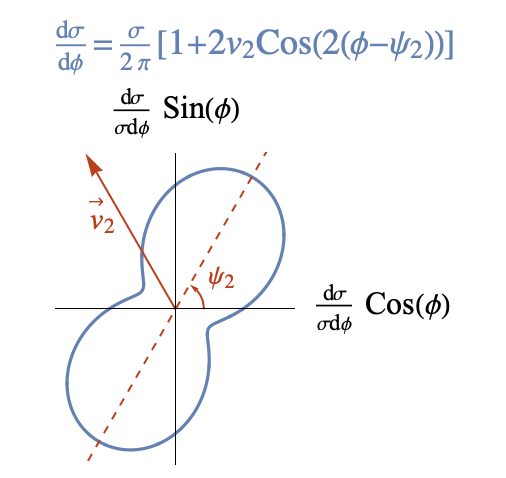 dσ/dϕ = σ/2π [1+2v₂Cos(2(ϕ−ψ₂))]
dσ/σdϕ Sin(ϕ)
v⃗₂
ψ₂
dσ/σdϕ Cos(ϕ)